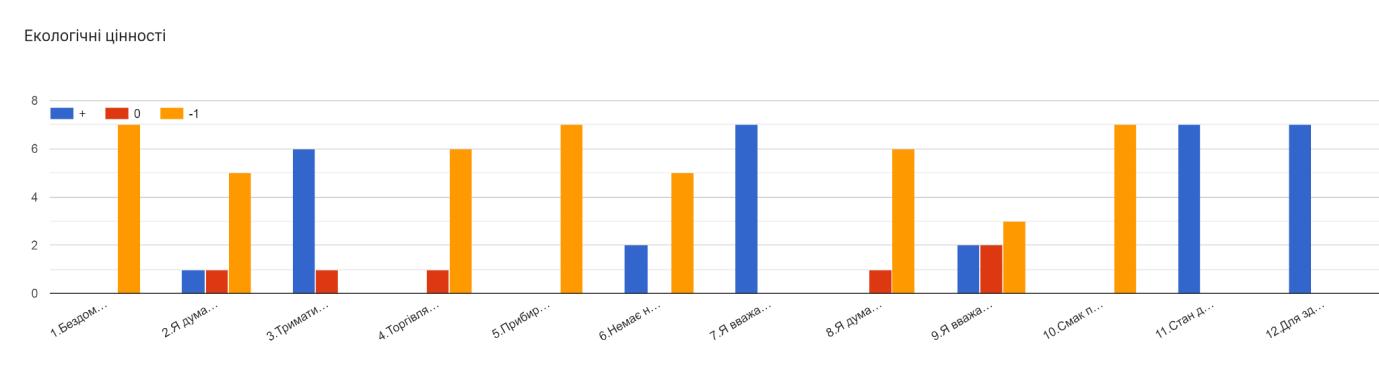 Екологічні цінності
8
+ 0 -1
6
4
2
0
1.Бездом…
2.Я дума…
3.Тримати…
4.Торгівля…
5.Прибир…
6.Немає н…
7.Я вважа…
8.Я дума…
9.Я вважа…
10.Смак п…
11.Стан д…
12.Для зд…